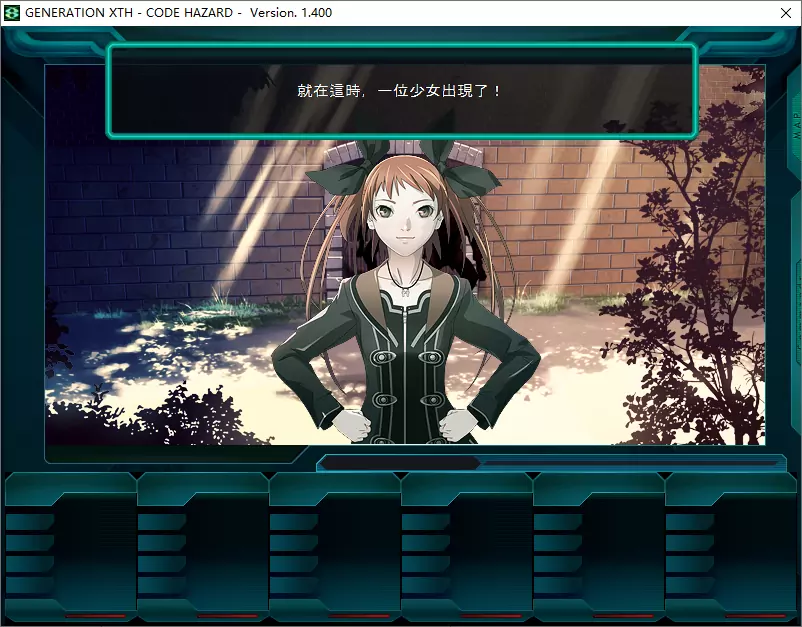 GENERATION XTH - CODE HAZARD - Version. 1.400
就在這時，一位少女出現了！